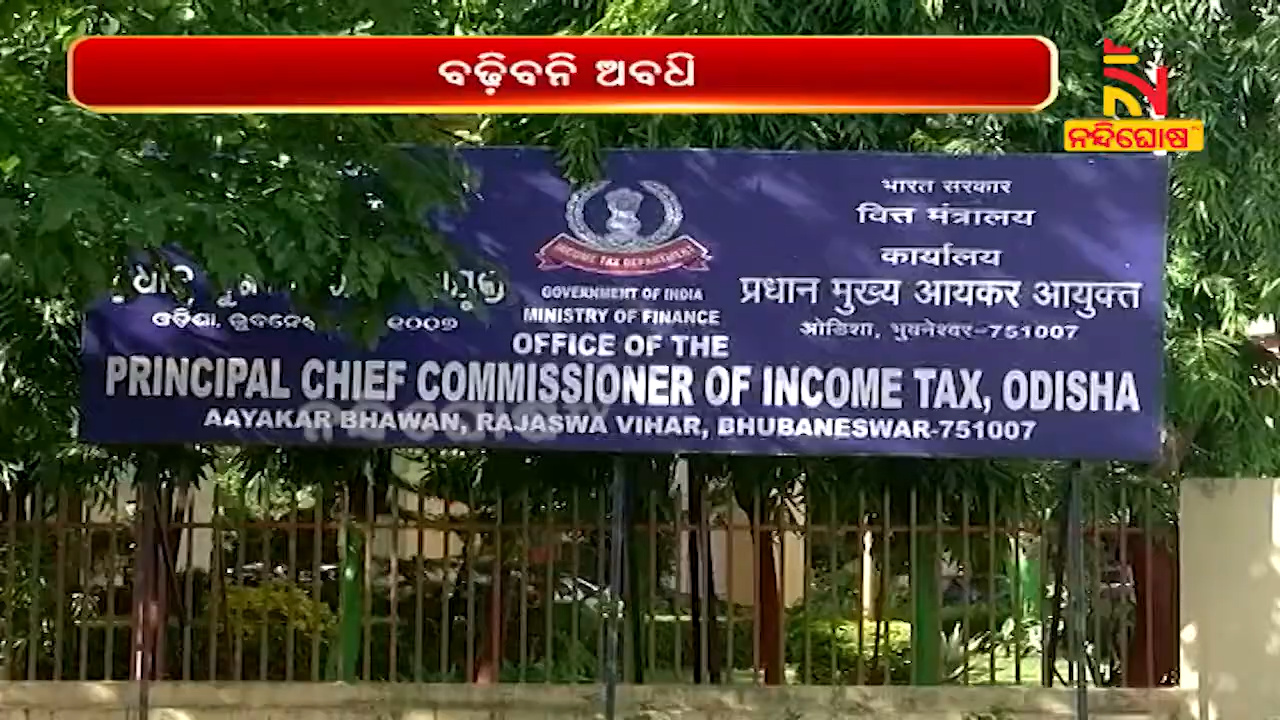 ବଢ଼ିବନି ଅବଧି
ନନ୍ଦିଘୋଷ
भारत सरकार
वित्त मंत्रालय
कार्यालय
प्रधान मुख्य आयकर आयुक्त
ओडिशा, भुवनेश्वर-751007
INCOME TAX DEPARTMENT
GOVERNMENT OF INDIA
MINISTRY OF FINANCE
OFFICE OF THE
PRINCIPAL CHIEF COMMISSIONER OF INCOME TAX, ODISHA
AAYAKAR BHAWAN, RAJASWA VIHAR, BHUBANESWAR-751007
ଓଡ଼ିଶା,